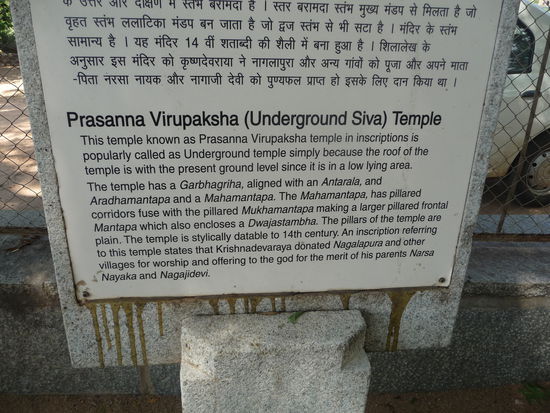 के उत्तर और दक्षिण में स्तंभ बरामदा है । स्तर बरामदा स्तंभ मुख्य मंडप से मिलता है जो
वृहत स्तंभ ललाटिका मंडप बन जाता है जो द्वज स्तंभ से भी सटा है । मंदिर के स्तंभ
सामान्य है । यह मंदिर 14 वीं शताब्दी की शैली में बना हुआ है । शिलालेख के
अनुसार इस मंदिर को कृष्णदेवराया ने नागलापुरा और अन्य गांवों को पूजा और अपने माता
-पिता नरसा नायक और नागाजी देवी को पुण्यफल प्राप्त हो इसके लिए दान किया था ।
Prasanna Virupaksha (Underground Siva) Temple
This temple known as Prasanna Virupaksha temple in inscriptions is
popularly called as Underground temple simply because the roof of the
temple is with the present ground level since it is in a low lying area.
The temple has a Garbhagriha, aligned with an Antarala, and
Aradhamantapa and a Mahamantapa. The Mahamantapa, has pillared
corridors fuse with the pillared Mukhamantapa making a larger pillared frontal
Mantapa which also encloses a Dwajastambha. The pillars of the temple are
plain. The temple is stylically datable to 14th century. An inscription referring
to this temple states that Krishnadevaraya donated Nagalapura and other
villages for worship and offering to the god for the merit of his parents Narsa
Nayaka and Nagajidevi.